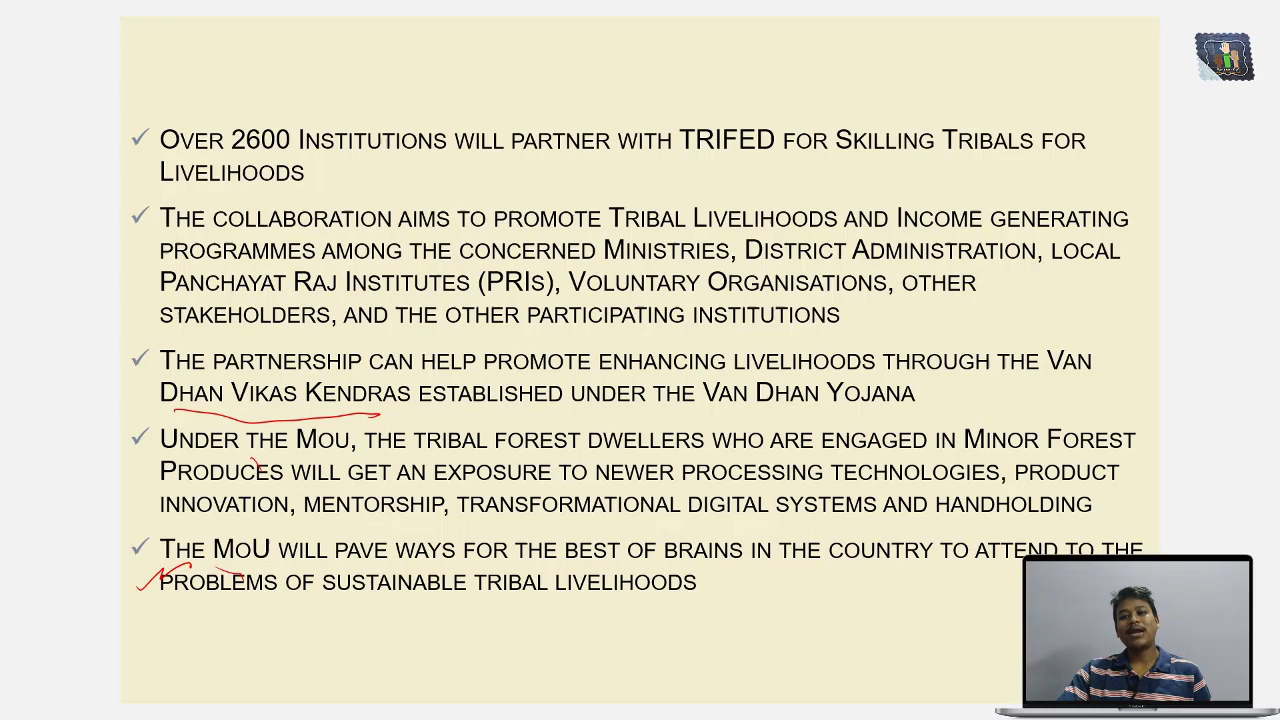 ✓ Over 2600 Institutions will partner with TRIFED for Skilling Tribals for
Livelihoods
✓ The collaboration aims to promote Tribal Livelihoods and Income generating
programmes among the concerned Ministries, District Administration, local
Panchayat Raj Institutes (PRIs), Voluntary Organisations, other
stakeholders, and the other participating institutions
✓ The partnership can help promote enhancing livelihoods through the Van
Dhan Vikas Kendras established under the Van Dhan Yojana
✓ Under the Mou, the tribal forest dwellers who are engaged in Minor Forest
Produces will get an exposure to newer processing technologies, product
innovation, mentorship, transformational digital systems and handholding
✓ The MoU will pave ways for the best of brains in the country to attend to the
problems of sustainable tribal livelihoods